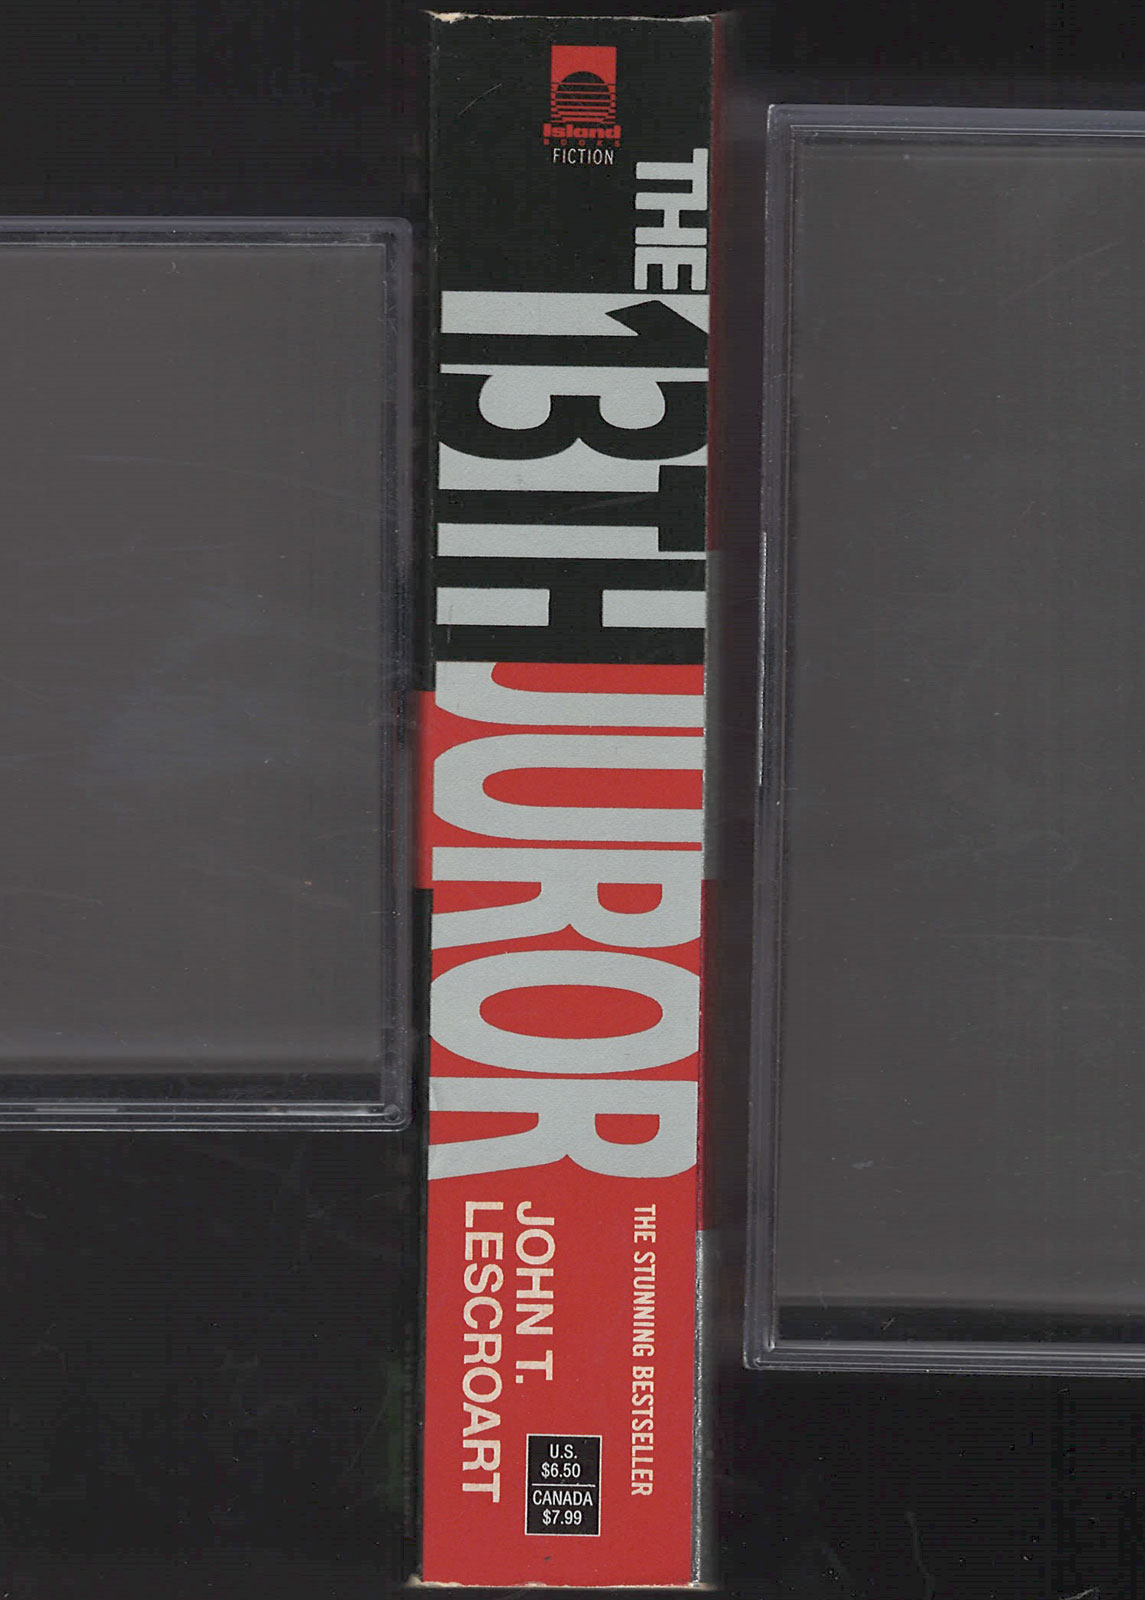 Island
BOOKS
FICTION
THE
13TH
JUROR
THE STUNNING BESTSELLER
JOHN T.
LESCROART
U.S.
$6.50
CANADA
$7.99